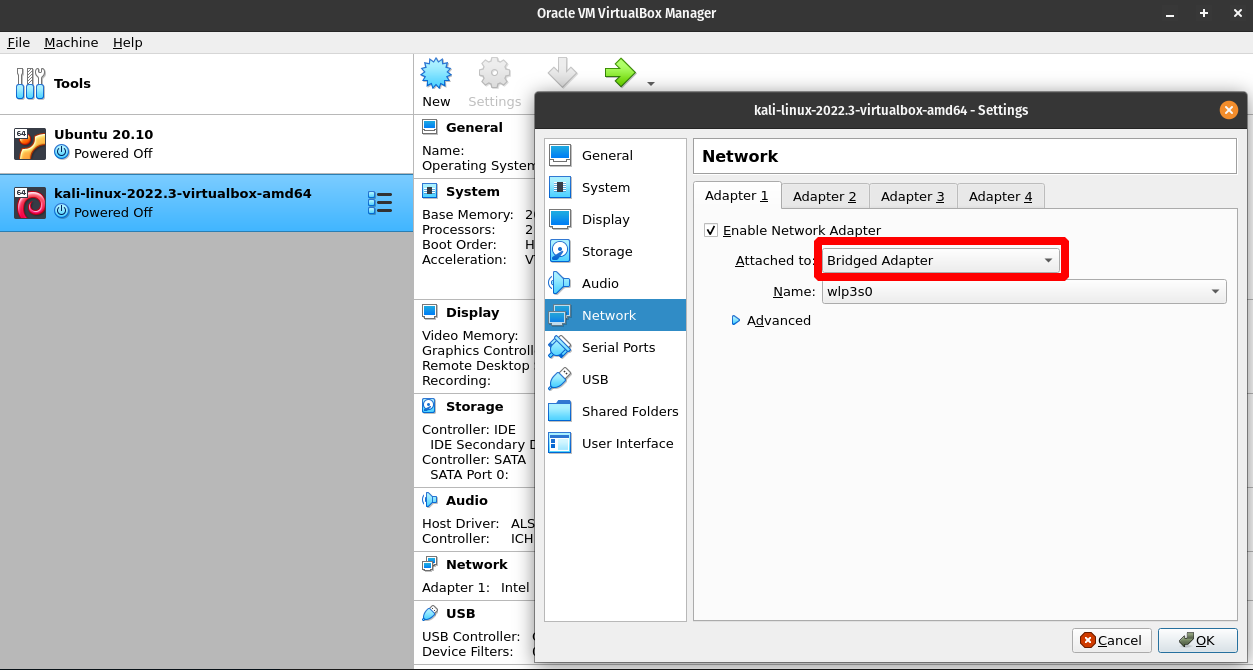 Oracle VM VirtualBox Manager
File Machine Help
Tools
New
Settings
64
Ubuntu 20.10
Powered Off
64
kali-linux-2022.3-virtualbox-amd64
Powered Off
General
Name:
Operating System
System
Base Memory:
Processors: 2
Boot Order:
Acceleration:
Display
Video Memory:
Graphics Controll
Remote Desktop
Recording:
Storage
Controller: IDE
IDE Secondary
Controller: SATA
SATA Port 0:
Audio
Host Driver: ALS
Controller: ICH
Network
Adapter 1: Intel
USB
USB Controller:
Device Filters:
kali-linux-2022.3-virtualbox-amd64 - Settings
General
System
Display
Storage
Audio
Network
Serial Ports
USB
Shared Folders
User Interface
Network
Adapter 1 Adapter 2 Adapter 3 Adapter 4
Enable Network Adapter
Attached to: Bridged Adapter
Name: wlp3s0
Advanced
Cancel OK